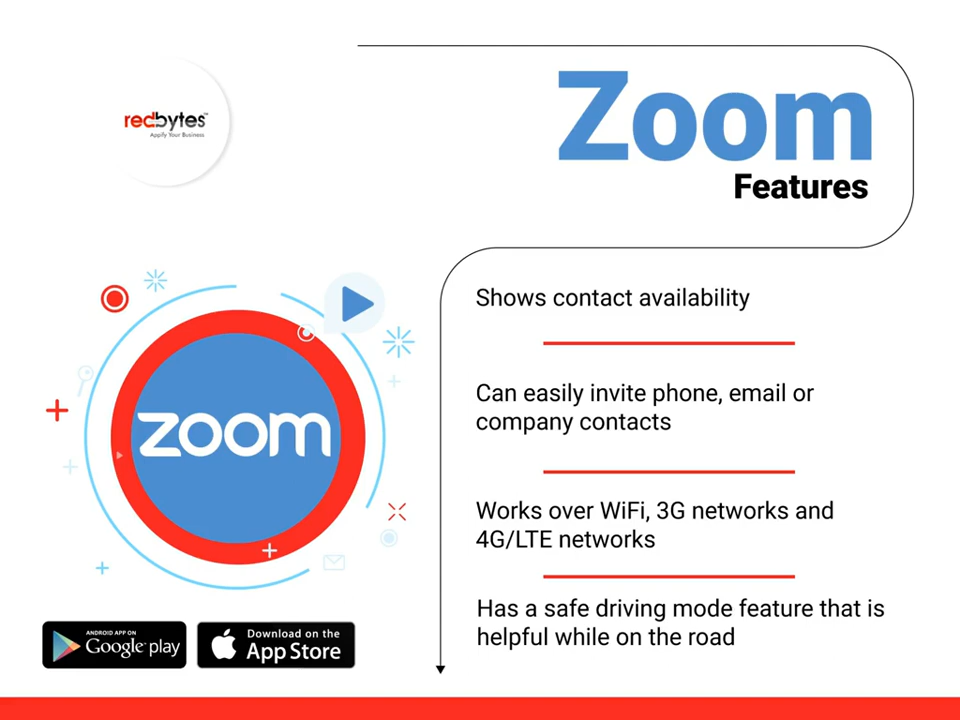 redbytes™
Appify Your Business
Zoom
Features
Shows contact availability
Can easily invite phone, email or
company contacts
Works over WiFi, 3G networks and
4G/LTE networks
Has a safe driving mode feature that is
helpful while on the road
zoom
ANDROID APP ON
Google play
Download on the
App Store